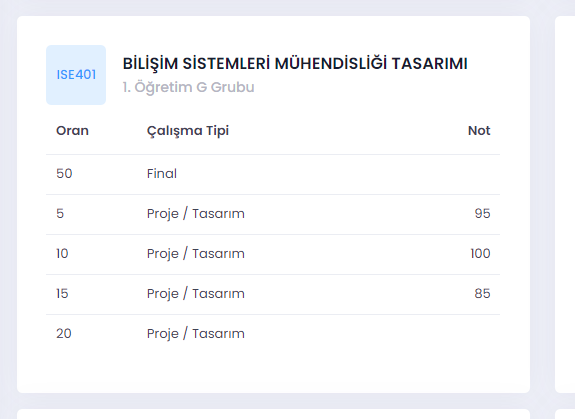 ISE401
BİLİŞİM SİSTEMLERİ MÜHENDİSLİĞİ TASARIMI
1. Öğretim G Grubu
Oran Çalışma Tipi Not
50 Final
5 Proje / Tasarım 95
10 Proje / Tasarım 100
15 Proje / Tasarım 85
20 Proje / Tasarım